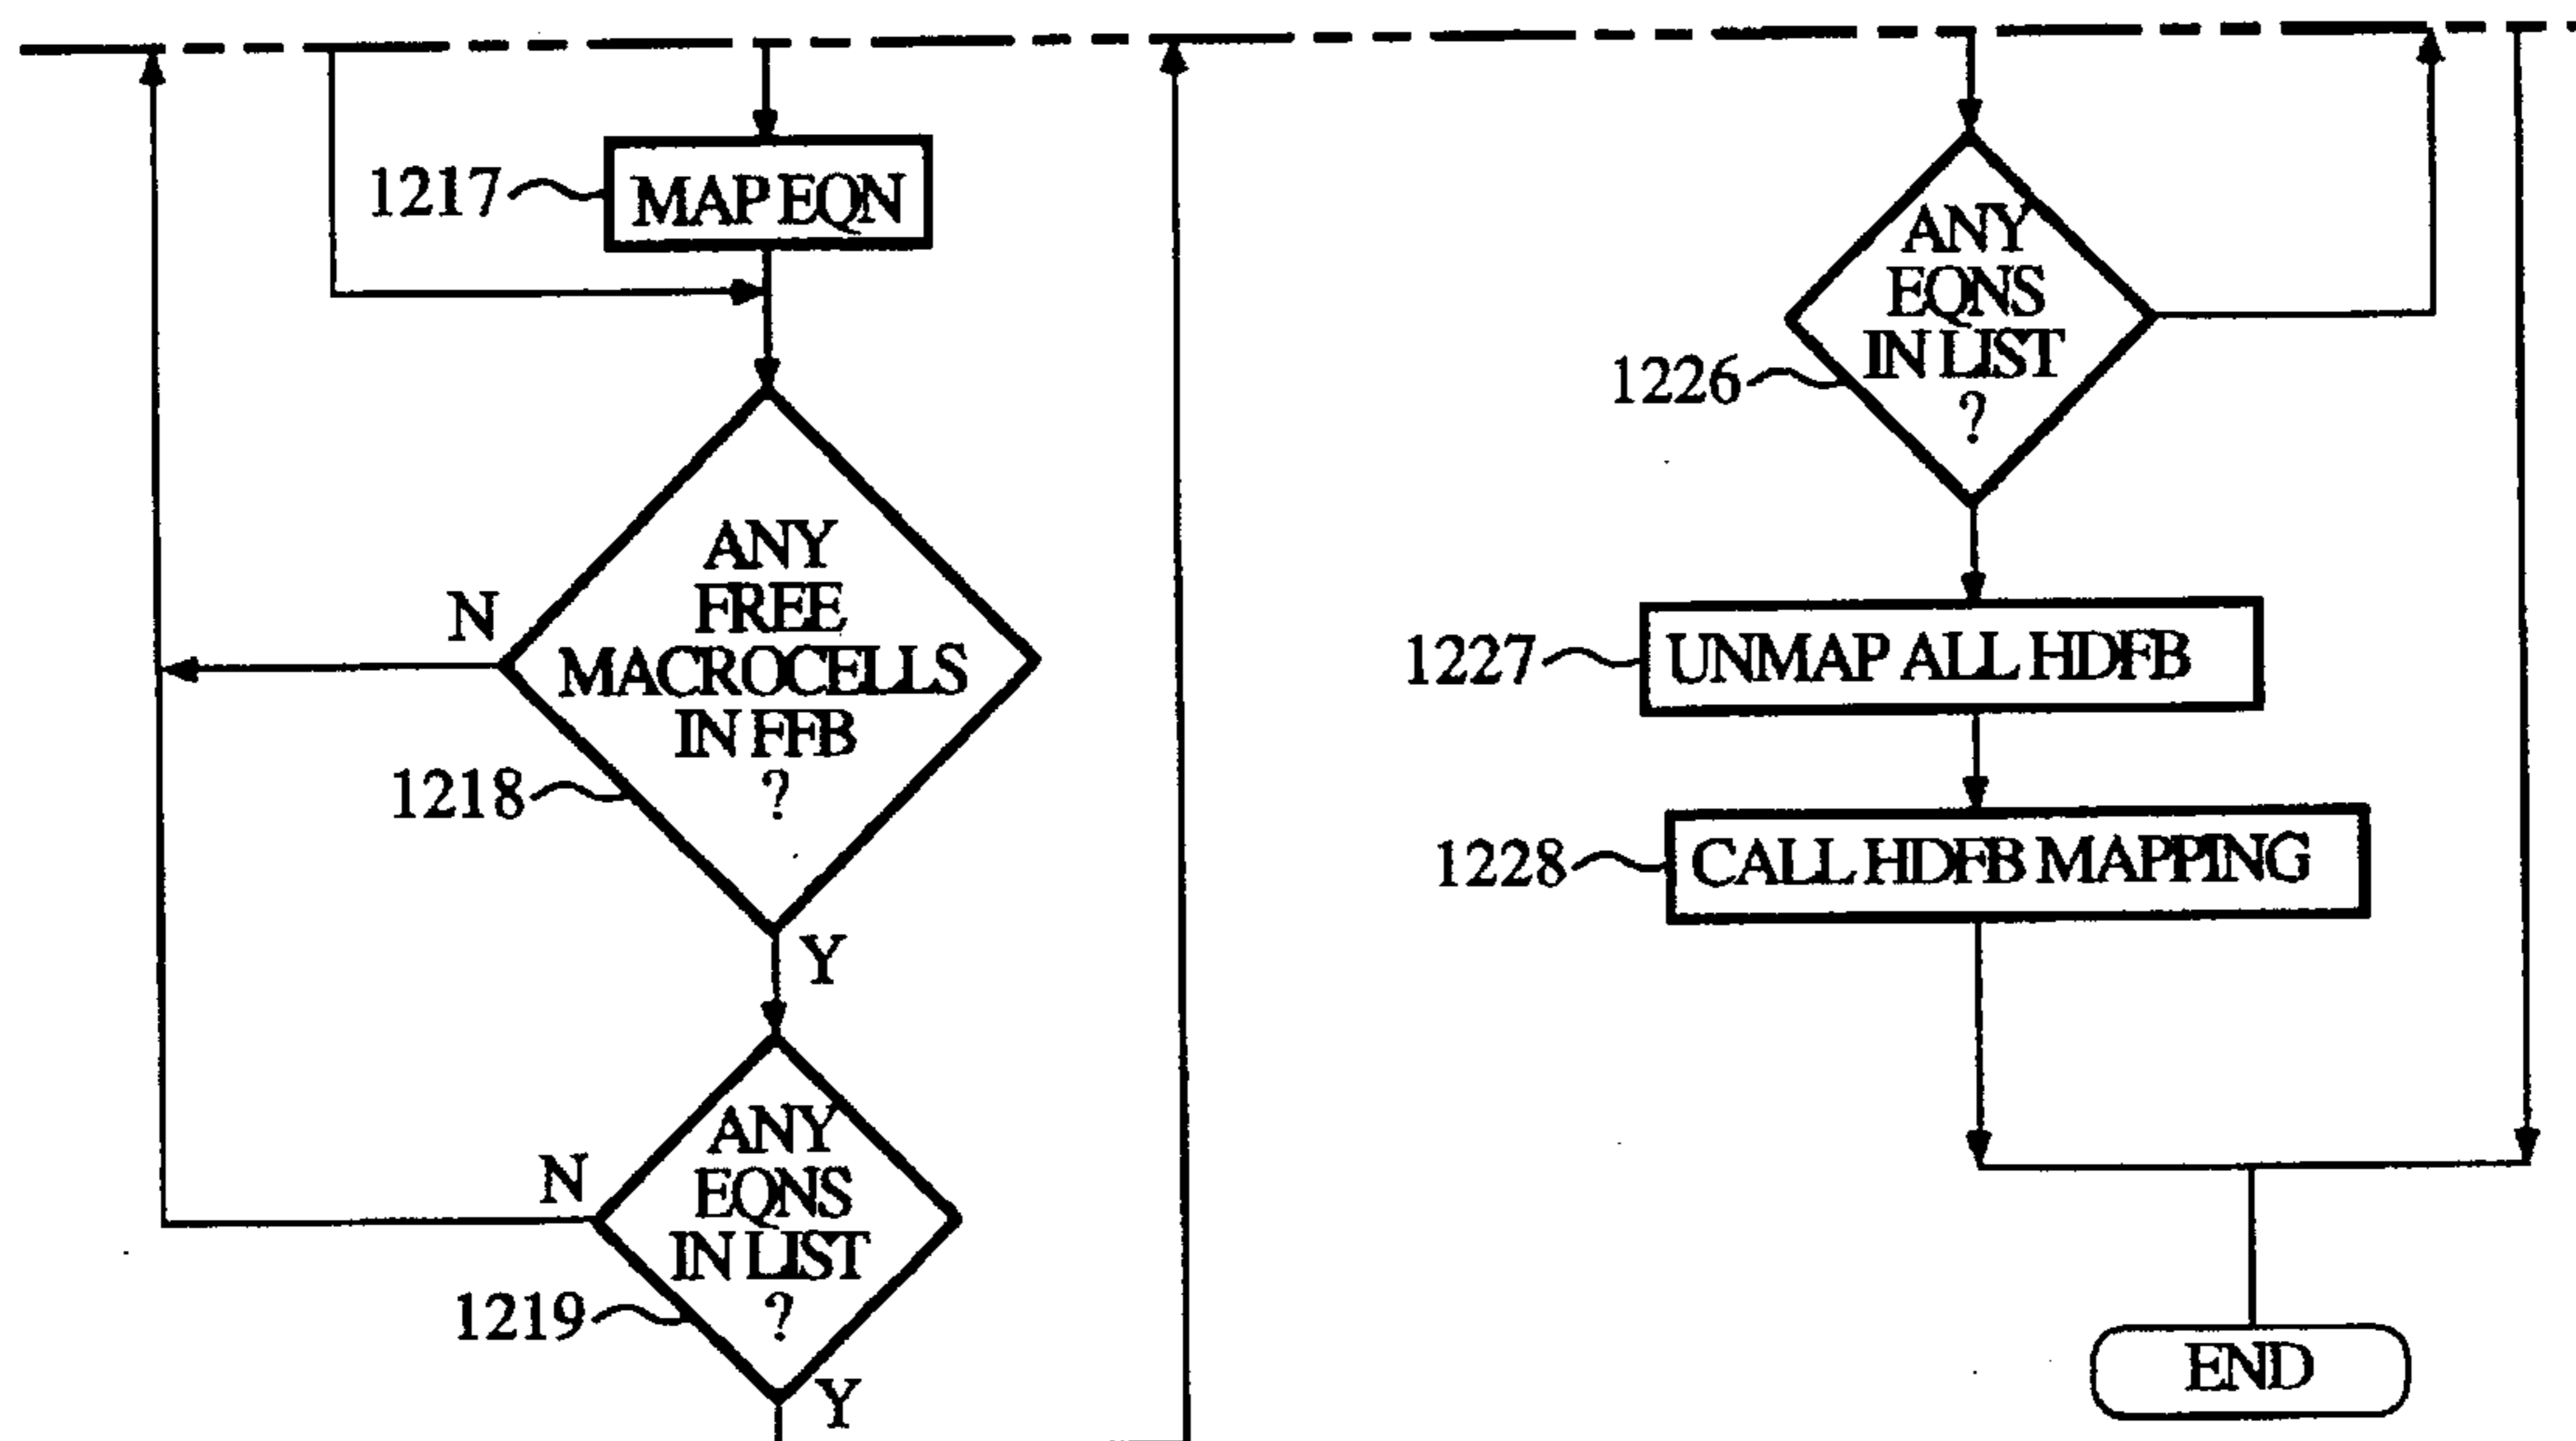 1217
MAP EQN
ANY
FREE
MACROCELLS
IN FFB
?
N
1218
Y
ANY
EQNS
IN LIST
?
N
1219
Y
ANY
EQNS
IN LIST
?
1226
1227
UNMAP ALL HDFB
1228
CALL HDFB MAPPING
END